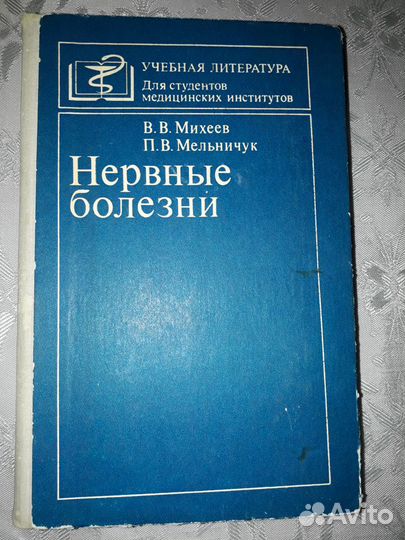 УЧЕБНАЯ ЛИТЕРАТУРА
Для студентов
медицинских институтов
В. В. Михеев
П. В. Мельничук
Нервные
болезни
Avito